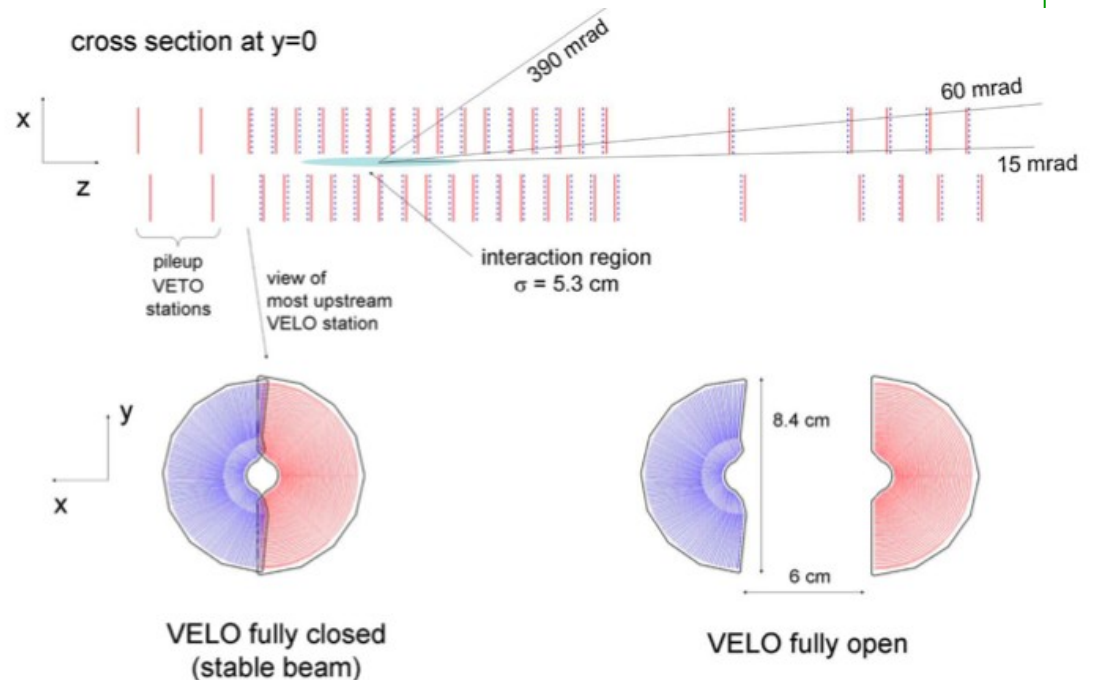 cross section at y=0
390 mrad
60 mrad
x
15 mrad
z
interaction region
σ = 5.3 cm
pileup
VETO
stations
view of
most upstream
VELO station
y
x
8.4 cm
6 cm
VELO fully closed
(stable beam)
VELO fully open